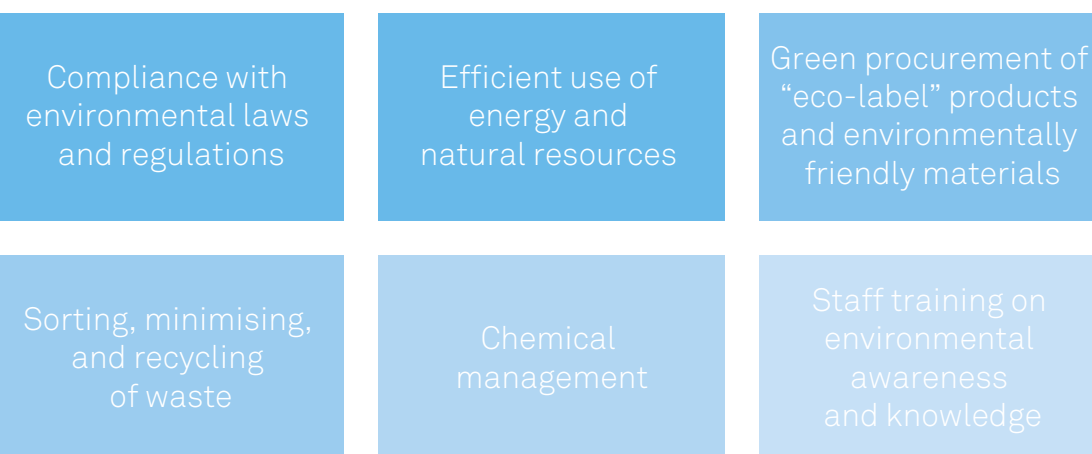 Compliance with
environmental laws
and regulations
Efficient use of
energy and
natural resources
Green procurement of
“eco-label” products
and environmentally
friendly materials
Sorting, minimising,
and recycling
of waste
Chemical
management
Staff training on
environmental
awareness
and knowledge